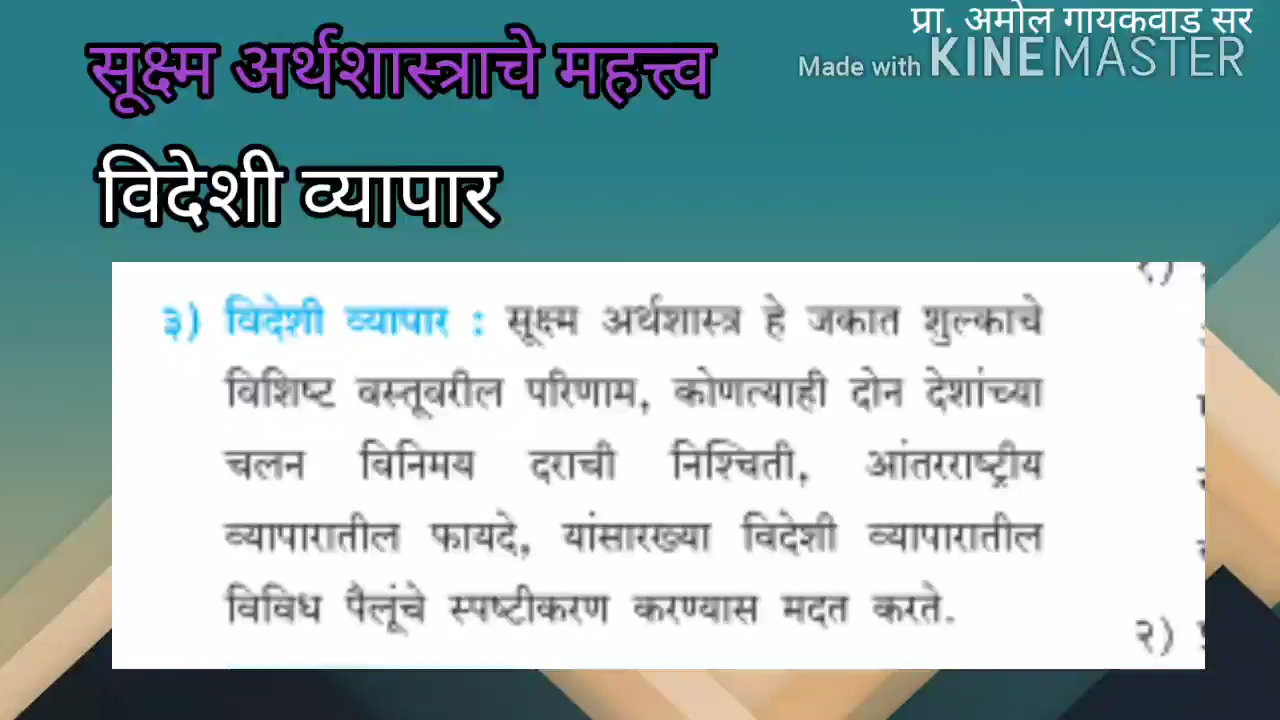 प्रा. अमोल गायकवाड सर
Made with KINEMASTER
सूक्ष्म अर्थशास्त्राचे महत्त्व
विदेशी व्यापार
३) विदेशी व्यापार : सूक्ष्म अर्थशास्त्र हे जकात शुल्काचे
विशिष्ट वस्तूवरील परिणाम, कोणत्याही दोन देशांच्या
चलन विनिमय दराची निश्चिती, आंतरराष्ट्रीय
व्यापारातील फायदे, यांसारख्या विदेशी व्यापारातील
विविध पैलूंचे स्पष्टीकरण करण्यास मदत करते.
२)